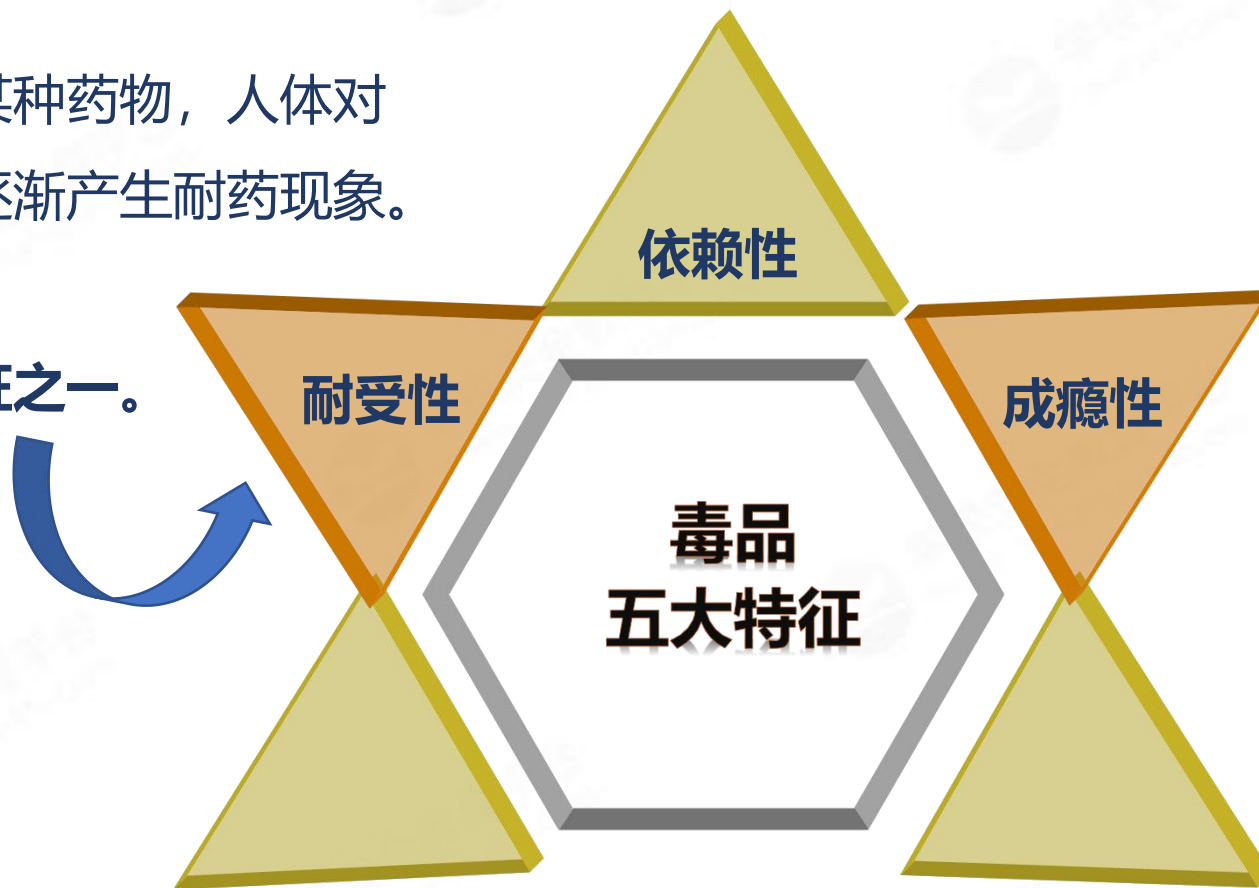 某种药物，人体对
逐渐产生耐药现象。
依赖性
征之一。
耐受性
成瘾性
毒品
五大特征